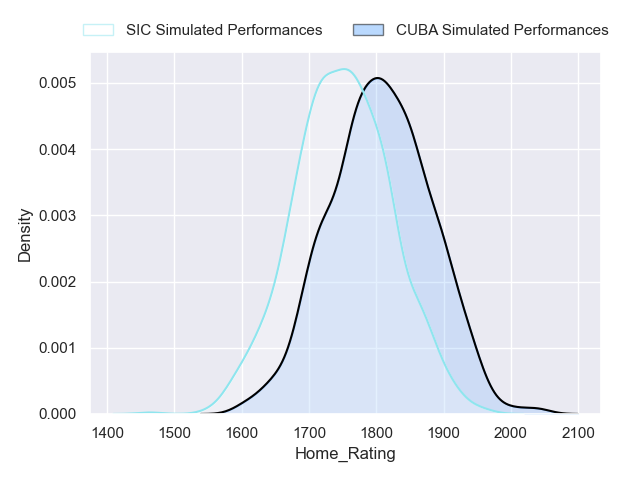 SIC Simulated Performances CUBA Simulated Performances
0.005
0.004
0.003
0.002
0.001
0.000
Density
1400 1500 1600 1700 1800 1900 2000 2100
Home_Rating